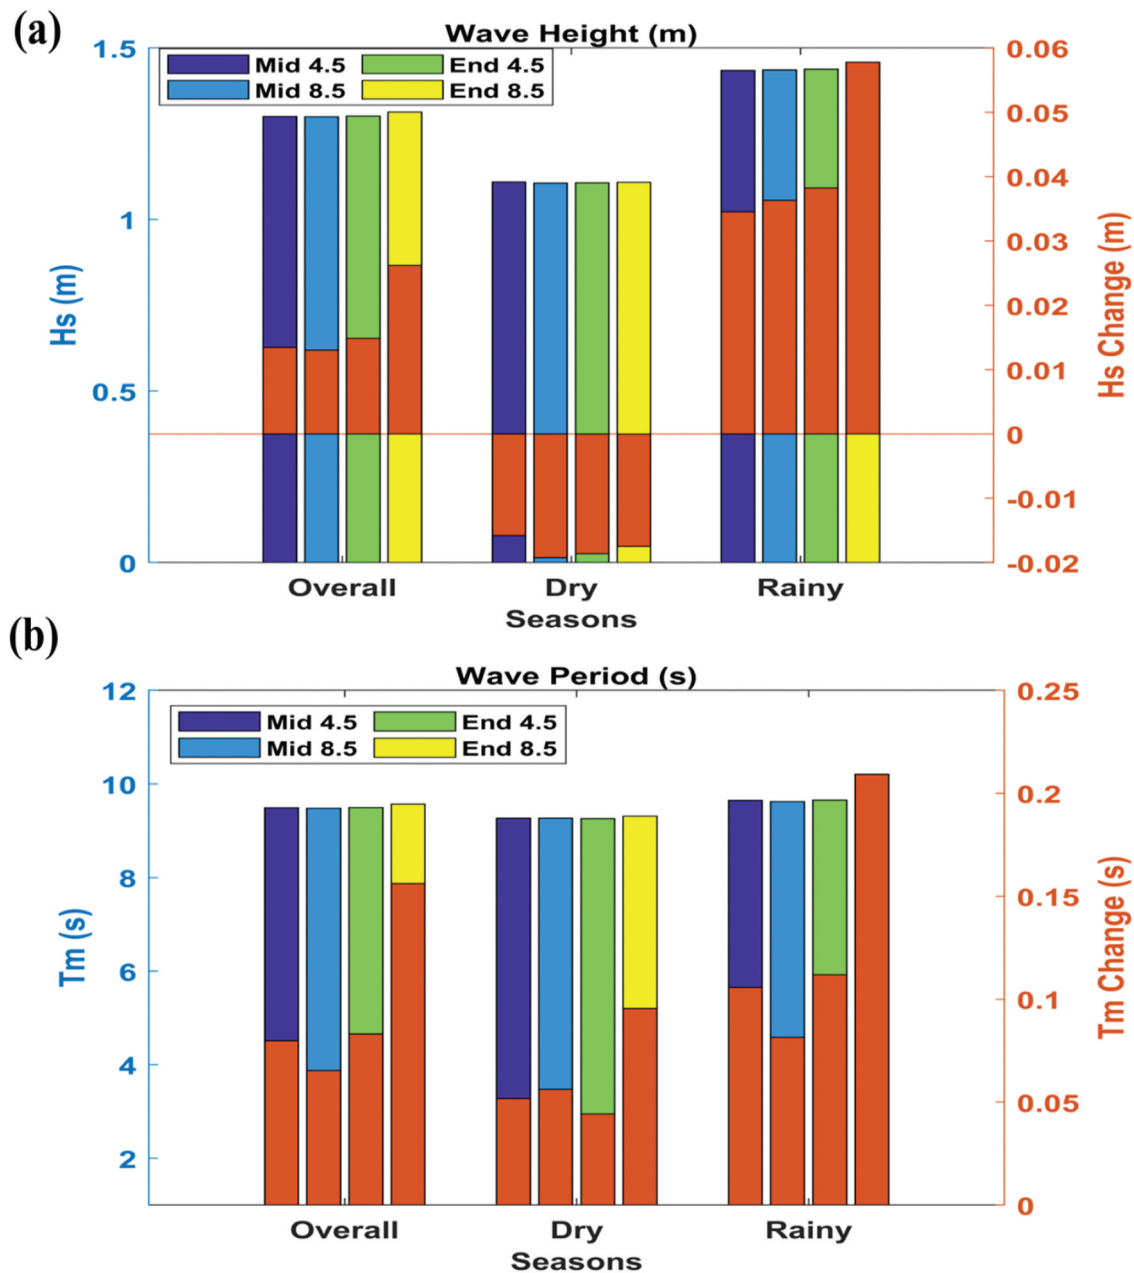 (a)
Wave Height (m)
Mid 4.5 End 4.5
Mid 8.5 End 8.5
1.5
1
0.5
0
Hs (m)
0.06
0.05
0.04
0.03
0.02
0.01
0
-0.01
-0.02
Hs Change (m)
Overall Dry Rainy
Seasons
(b)
Wave Period (s)
Mid 4.5 End 4.5
Mid 8.5 End 8.5
12
10
8
6
4
2
Tm (s)
0.25
0.2
0.15
0.1
0.05
0
Tm Change (s)
Overall Dry Rainy
Seasons